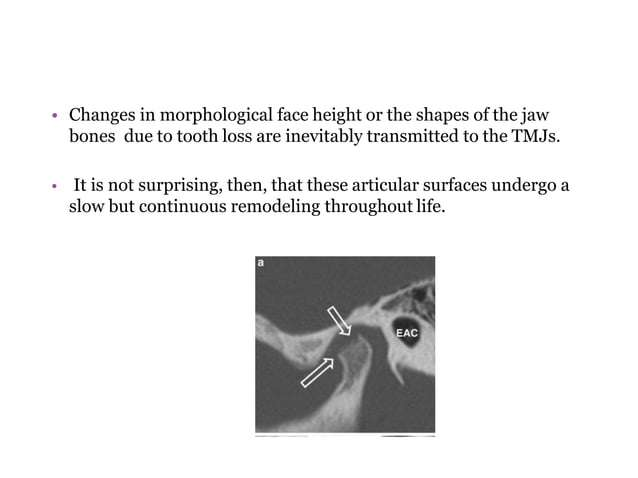 • Changes in morphological face height or the shapes of the jaw
bones due to tooth loss are inevitably transmitted to the TMJs.
• It is not surprising, then, that these articular surfaces undergo a
slow but continuous remodeling throughout life.
a
EAC